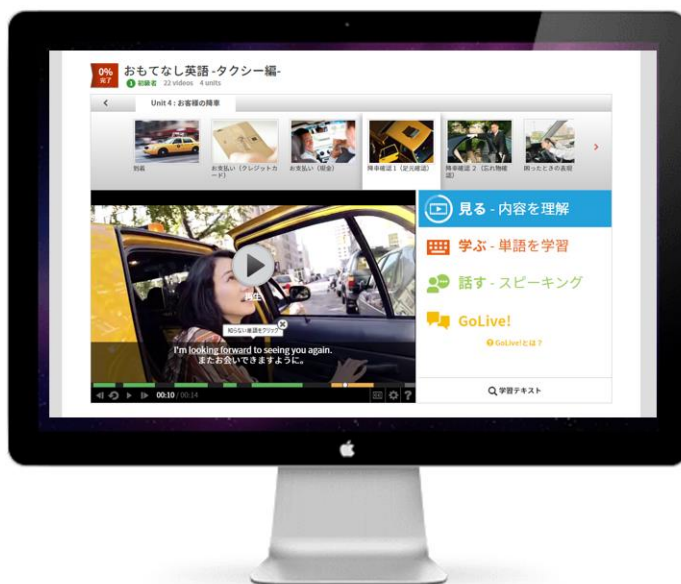 0%
完了
おもてなし英語 -タクシー編-
1 初級者 22 videos 4 units
Unit 4 : お客様の降車
到着
お支払い（クレジットカード）
お支払い（現金）
降車確認 1（足元確認）
降車確認 2（忘れ物確認）
困ったときの表現
再生
知らない単語をクリック
I'm looking forward to seeing you again.
またお会いできますように。
00:10 / 00:14
見る - 内容を理解
学ぶ - 単語を学習
話す - スピーキング
GoLive!
GoLive!とは？
学習テキスト